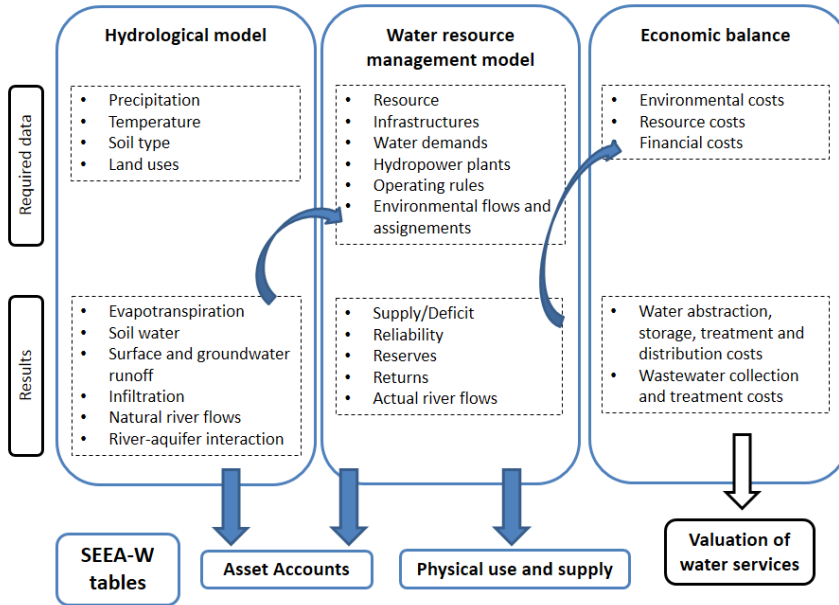 Hydrological model
Water resource
management model
Economic balance
Required data
• Precipitation
• Temperature
• Soil type
• Land uses
• Resource
• Infrastructures
• Water demands
• Hydropower plants
• Operating rules
• Environmental flows and
assignements
• Environmental costs
• Resource costs
• Financial costs
Results
• Evapotranspiration
• Soil water
• Surface and groundwater
runoff
• Infiltration
• Natural river flows
• River-aquifer interaction
• Supply/Deficit
• Reliability
• Reserves
• Returns
• Actual river flows
• Water abstraction,
storage, treatment and
distribution costs
• Wastewater collection
and treatment costs
SEEA-W
tables
Asset Accounts
Physical use and supply
Valuation of
water services